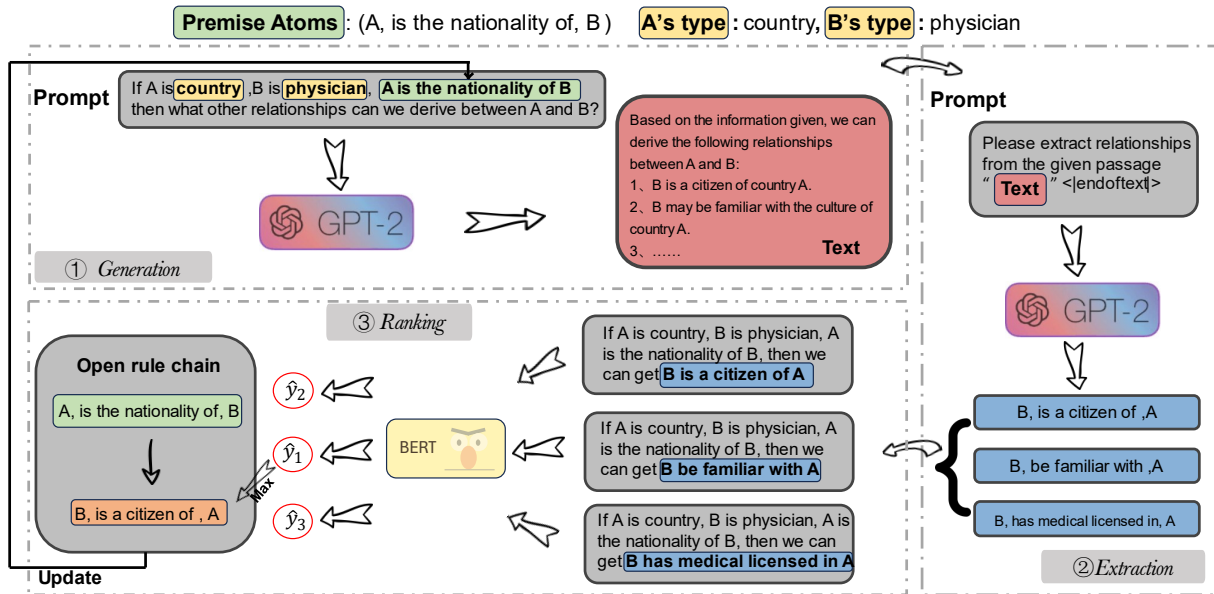 Premise Atoms: (A, is the nationality of, B ) A's type : country, B's type : physician
Prompt
If A is country ,B is physician, A is the nationality of B
then what other relationships can we derive between A and B?
GPT-2
① Generation
Based on the information given, we can
derive the following relationships
between A and B:
1、B is a citizen of country A.
2、B may be familiar with the culture of
country A.
3、......
Text
Prompt
Please extract relationships
from the given passage
“ Text ” <|endoftext|>
GPT-2
B, is a citizen of ,A
B, be familiar with ,A
B, has medical licensed in, A
②Extraction
③ Ranking
If A is country, B is physician, A
is the nationality of B, then we
can get B is a citizen of A
If A is country, B is physician, A
is the nationality of B, then we
can get B be familiar with A
If A is country, B is physician, A is
the nationality of B, then we can
get B has medical licensed in A
BERT
ŷ₂
ŷ₁
ŷ₃
Max
Open rule chain
A, is the nationality of, B
B, is a citizen of , A
Update